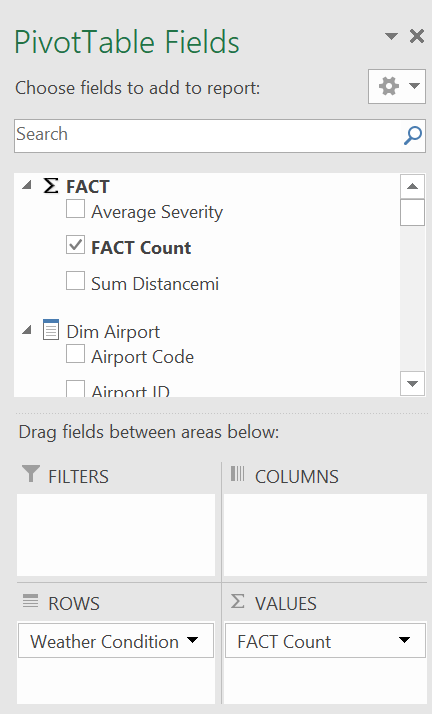 PivotTable Fields
Choose fields to add to report:
Search
Σ FACT
Average Severity
FACT Count
Sum Distancemi
Dim Airport
Airport Code
Airport ID
Drag fields between areas below:
FILTERS
COLUMNS
ROWS
Σ VALUES
Weather Condition
FACT Count